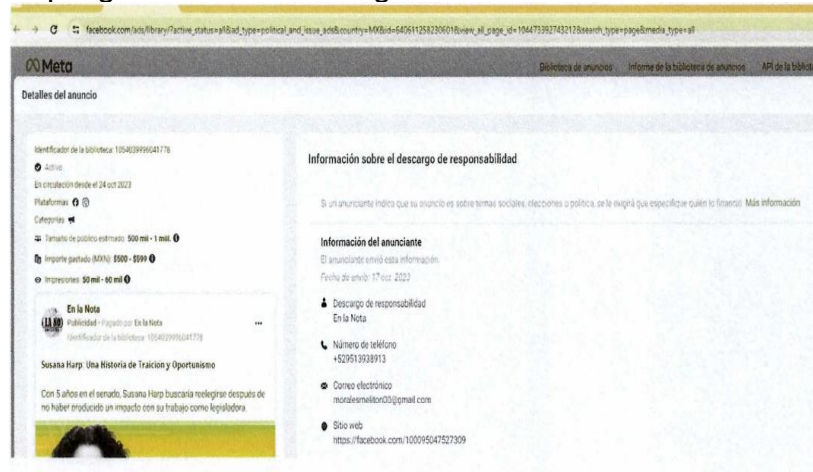 facebook.com/ads/library/?active_status=all&ad_type=political_and_issue_ads&country=MX&id=640611258230601&view_all_page_id=104473392743212&search_type=page&media_type=all
Meta
Biblioteca de anuncios Informe de la biblioteca de anuncios API de la bibliot
Detalles del anuncio
Identificador de la biblioteca: 1054039996041778
Activo
En circulación desde el 24 oct 2023
Plataformas
Categorías
Tamaño de público estimado: 500 mil - 1 mill.
Importe gastado (MXN): $500 - $599
Impresiones: 50 mil - 60 mil
En la Nota
Publicidad • Pagado por En la Nota
Identificador de la biblioteca: 1054039996041778
Susana Harp: Una Historia de Traición y Oportunismo
Con 5 años en el senado, Susana Harp buscaría reelegirse después de
no haber producido un impacto con su trabajo como legisladora.
Información sobre el descargo de responsabilidad
Si un anunciante indica que su anuncio es sobre temas sociales, elecciones o política, se le exigirá que especifique quién lo financió. Más información
Información del anunciante
El anunciante envió esta información.
Fecha de envío: 17 oct. 2023
Descargo de responsabilidad
En la Nota
Número de teléfono
+529513938913
Correo electrónico
moralesmeliton00@gmail.com
Sitio web
https://facebook.com/100095047527309